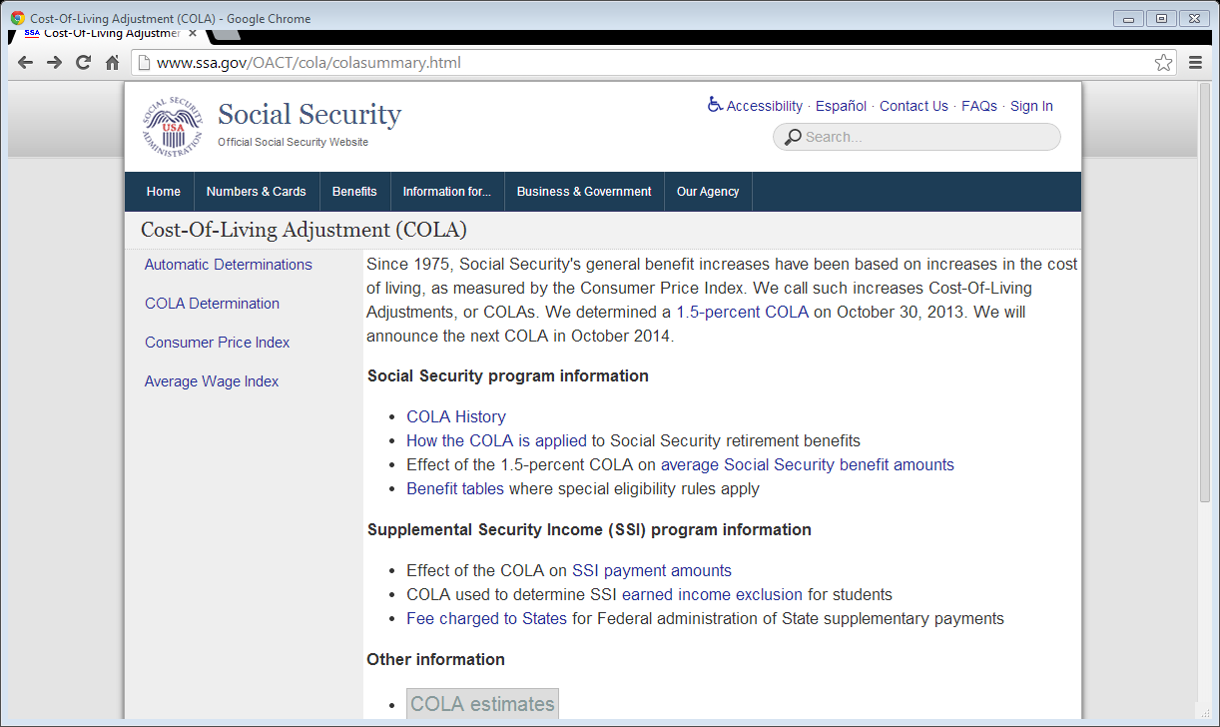 Cost-Of-Living Adjustment (COLA) - Google Chrome
SSA Cost-Of-Living Adjustmer
www.ssa.gov/OACT/cola/colasummary.html
SOCIAL SECURITY ADMINISTRATION
USA
Social Security
Official Social Security Website
Accessibility · Español · Contact Us · FAQs · Sign In
Search...
Home Numbers & Cards Benefits Information for... Business & Government Our Agency
Cost-Of-Living Adjustment (COLA)
Automatic Determinations
COLA Determination
Consumer Price Index
Average Wage Index
Since 1975, Social Security's general benefit increases have been based on increases in the cost
of living, as measured by the Consumer Price Index. We call such increases Cost-Of-Living
Adjustments, or COLAs. We determined a 1.5-percent COLA on October 30, 2013. We will
announce the next COLA in October 2014.
Social Security program information
• COLA History
• How the COLA is applied to Social Security retirement benefits
• Effect of the 1.5-percent COLA on average Social Security benefit amounts
• Benefit tables where special eligibility rules apply
Supplemental Security Income (SSI) program information
• Effect of the COLA on SSI payment amounts
• COLA used to determine SSI earned income exclusion for students
• Fee charged to States for Federal administration of State supplementary payments
Other information
• COLA estimates